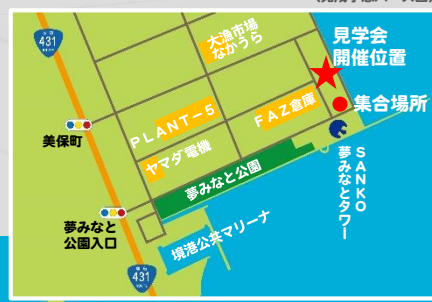 431
大漁市場
なかうら
見学会
開催位置
集合場所
FAZ倉庫
PLANT-5
ヤマダ電機
美保町
夢みなと公園
SANKO
夢みなとタワー
夢みなと
公園入口
境港公共マリーナ
431